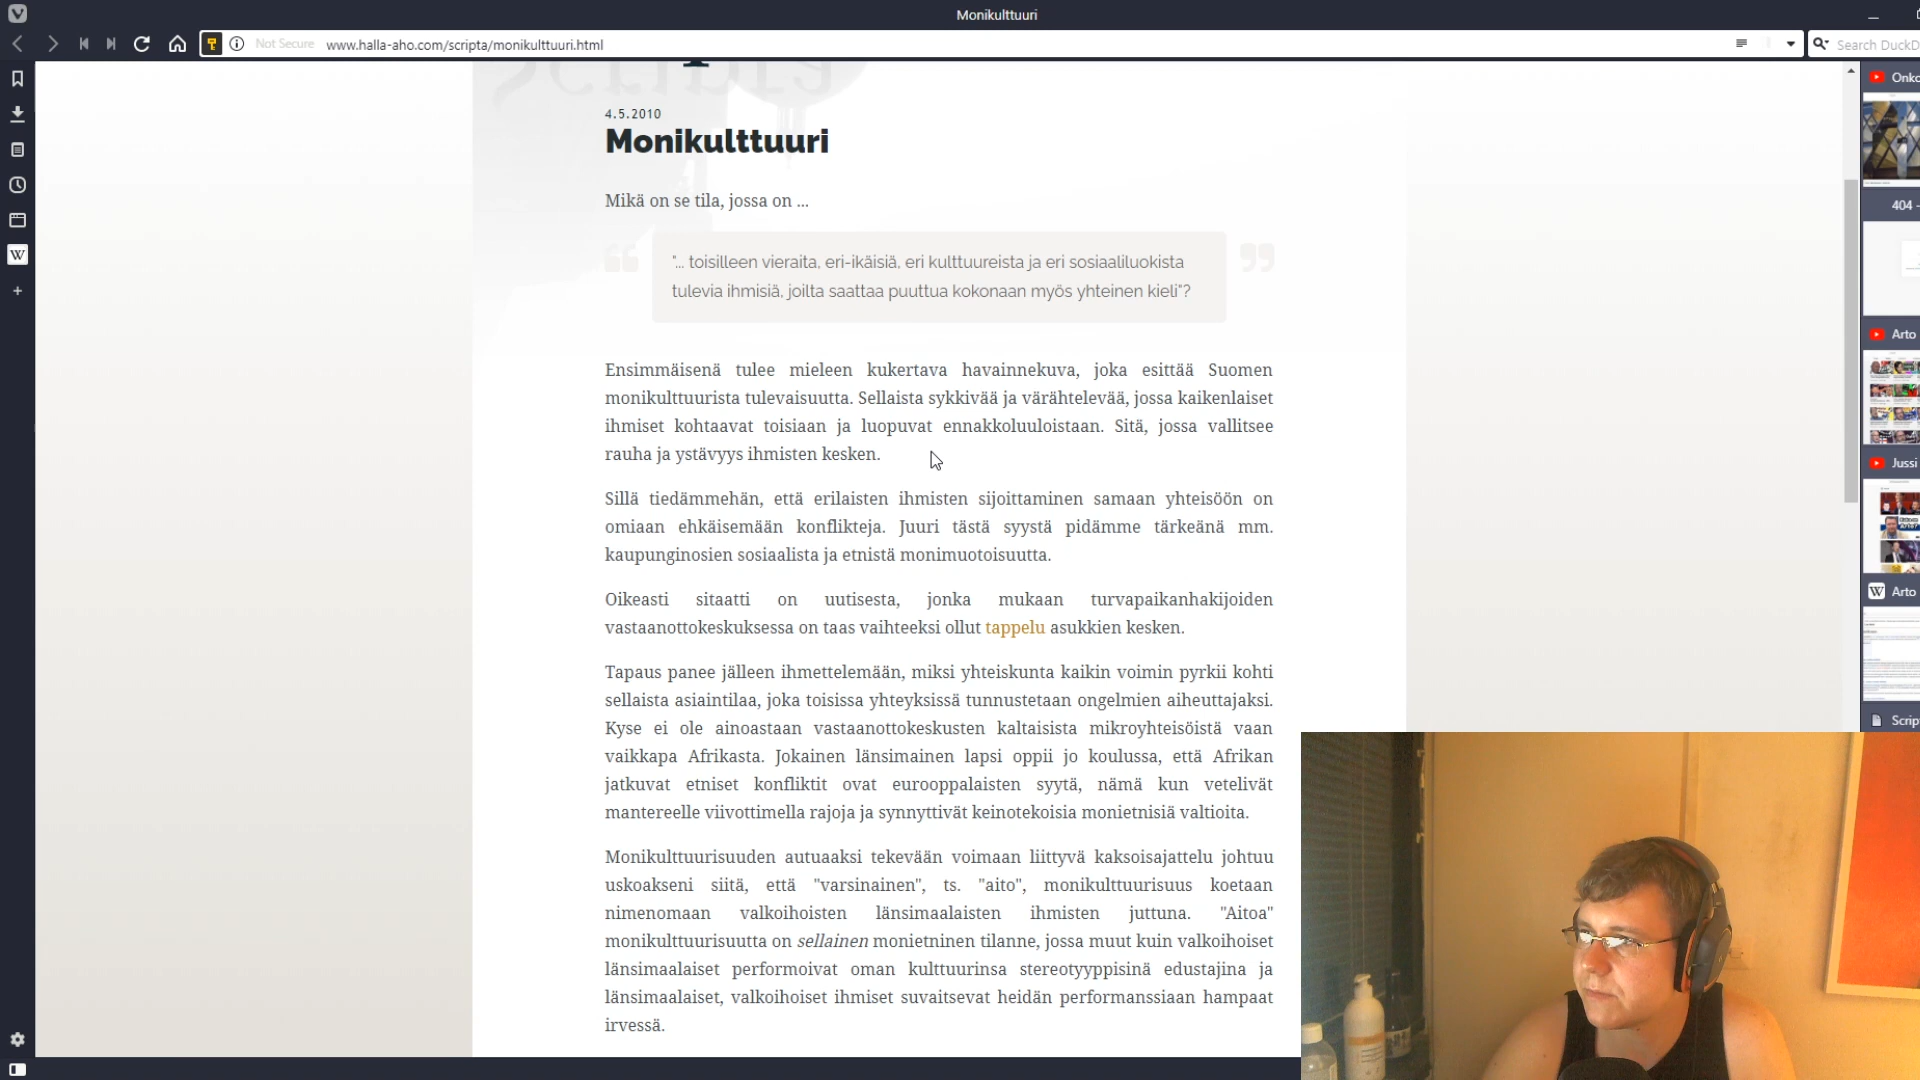 Monikulttuuri
Not Secure
www.halla-aho.com/scripta/monikulttuuri.html
Search DuckD
4.5.2010
Monikulttuuri
Mikä on se tila, jossa on ...
"... toisilleen vieraita, eri-ikäisiä, eri kulttuureista ja eri sosiaaliluokista
tulevia ihmisiä, joilta saattaa puuttua kokonaan myös yhteinen kieli"?
Ensimmäisenä tulee mieleen kukertava havainnekuva, joka esittää Suomen
monikulttuurista tulevaisuutta. Sellaista sykkivää ja värähtelevää, jossa kaikenlaiset
ihmiset kohtaavat toisiaan ja luopuvat ennakkoluuloistaan. Sitä, jossa vallitsee
rauha ja ystävyys ihmisten kesken.
Sillä tiedämmehän, että erilaisten ihmisten sijoittaminen samaan yhteisöön on
omiaan ehkäisemään konflikteja. Juuri tästä syystä pidämme tärkeänä mm.
kaupunginosien sosiaalista ja etnistä monimuotoisuutta.
Oikeasti sitaatti on uutisesta, jonka mukaan turvapaikanhakijoiden
vastaanottokeskuksessa on taas vaihteeksi ollut tappelu asukkien kesken.
Tapaus panee jälleen ihmettelemään, miksi yhteiskunta kaikin voimin pyrkii kohti
sellaista asiaintilaa, joka toisissa yhteyksissä tunnustetaan ongelmien aiheuttajaksi.
Kyse ei ole ainoastaan vastaanottokeskusten kaltaisista mikroyhteisöistä vaan
vaikkapa Afrikasta. Jokainen länsimainen lapsi oppii jo koulussa, että Afrikan
jatkuvat etniset konfliktit ovat eurooppalaisten syytä, nämä kun vetelivät
mantereelle viivottimella rajoja ja synnyttivät keinotekoisia monietnisiä valtioita.
Monikulttuurisuuden autuaaksi tekevään voimaan liittyvä kaksoisajattelu johtuu
uskoakseni siitä, että "varsinainen", ts. "aito", monikulttuurisuus koetaan
nimenomaan valkoihoisten länsimaalaisten ihmisten juttuna. "Aitoa"
monikulttuurisuutta on sellainen monietninen tilanne, jossa muut kuin valkoihoiset
länsimaalaiset performoivat oman kulttuurinsa stereotyyppisinä edustajina ja
länsimaalaiset, valkoihoiset ihmiset suvaitsevat heidän performanssiaan hampaat
irvessä.
Onko
404 -
Arto
Jussi
W Arto
Scrip